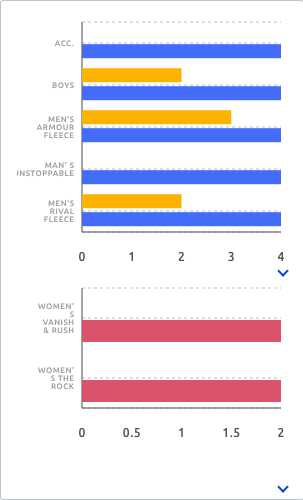 ACC.
BOYS
MEN'S
ARMOUR
FLEECE
MAN' S
INSTOPPABLE
MEN'S
RIVAL
FLEECE
0 1 2 3 4
WOMEN'
S
VANISH
& RUSH
WOMEN'
S THE
ROCK
0 0.5 1 1.5 2